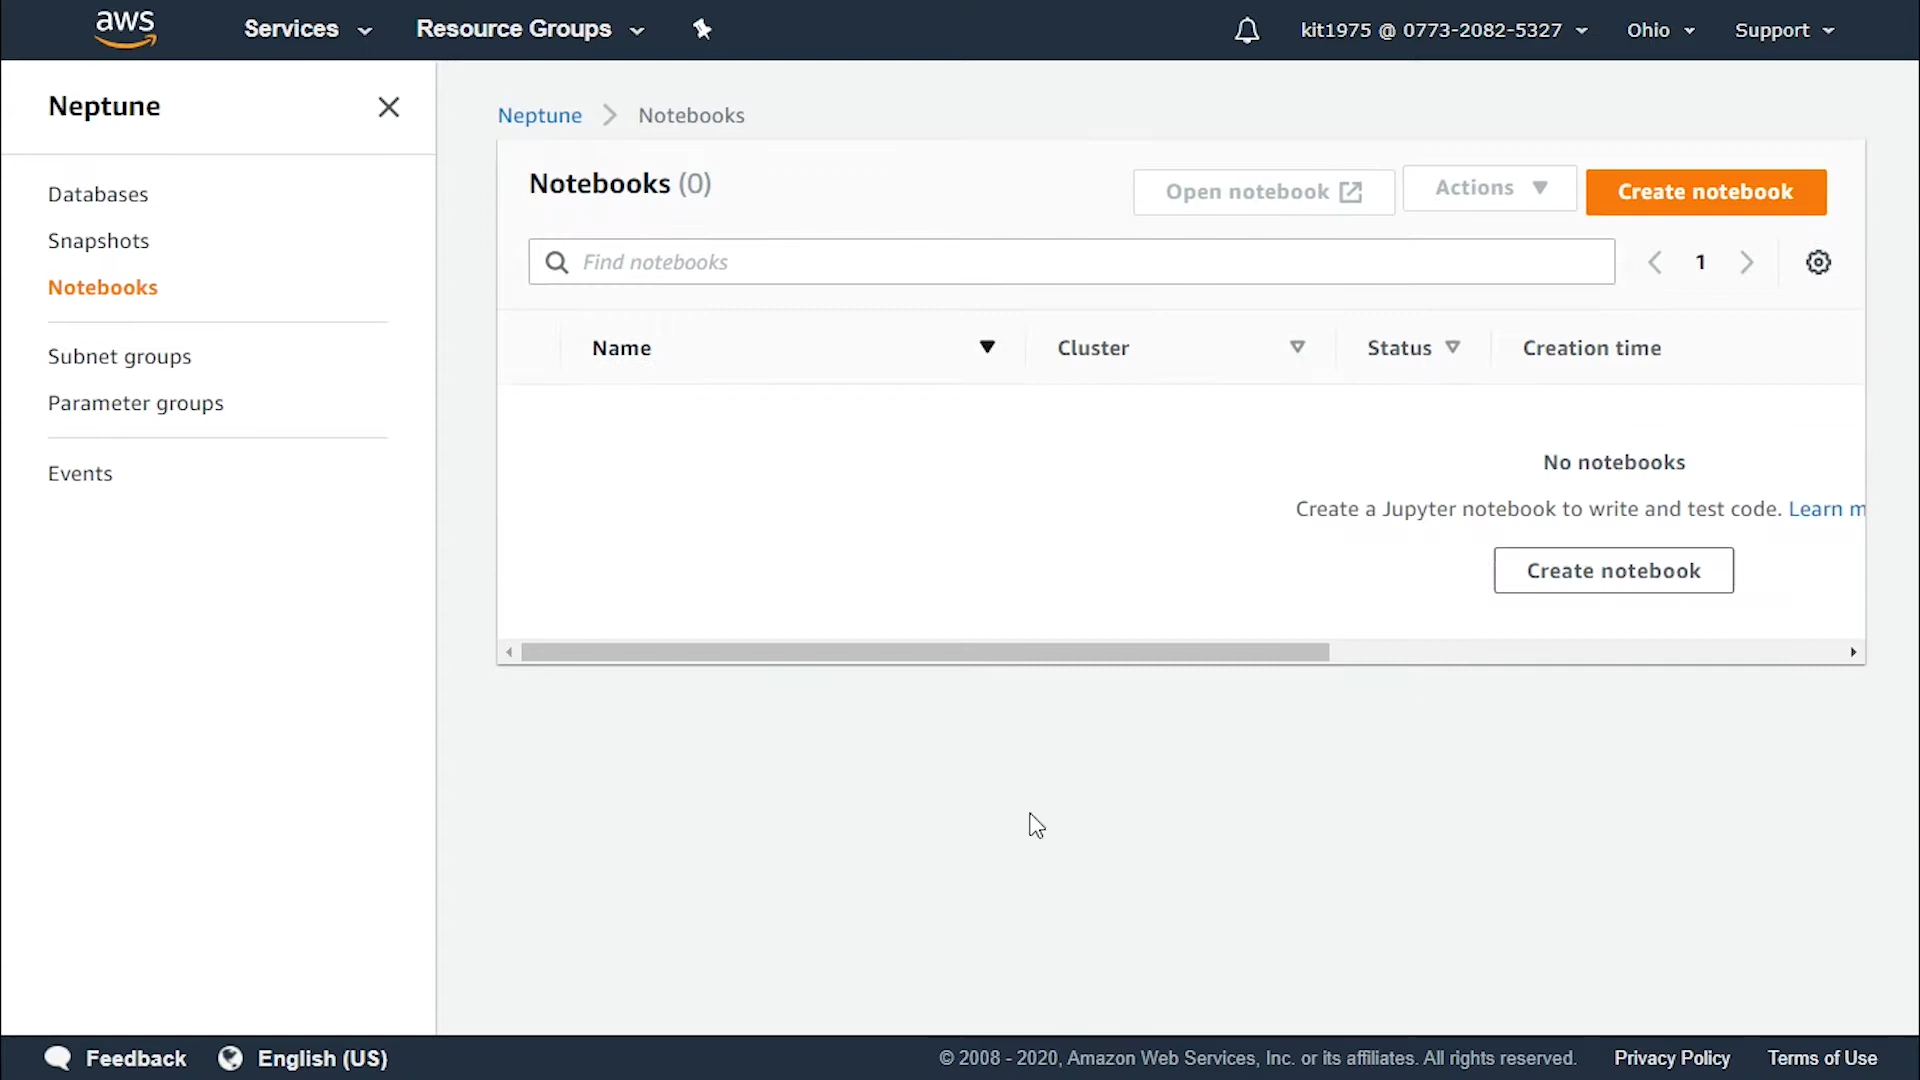 aws Services Resource Groups kit1975 @ 0773-2082-5327 Ohio Support
Neptune
Databases
Snapshots
Notebooks
Subnet groups
Parameter groups
Events
Neptune Notebooks
Notebooks (0)
Open notebook Actions Create notebook
Find notebooks 1
Name Cluster Status Creation time
No notebooks
Create a Jupyter notebook to write and test code. Learn m
Create notebook
Feedback English (US) © 2008 - 2020, Amazon Web Services, Inc. or its affiliates. All rights reserved. Privacy Policy Terms of Use